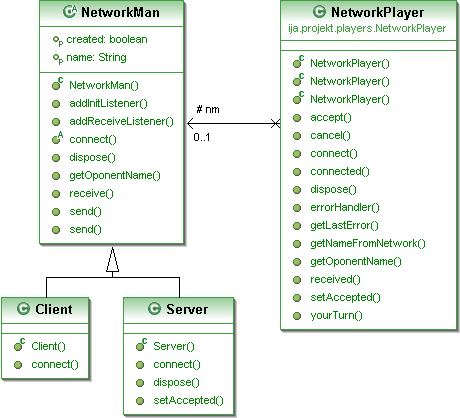 NetworkMan
created: boolean
name: String
NetworkMan()
addInitListener()
addReceiveListener()
connect()
dispose()
getOponentName()
receive()
send()
send()
# nm
0..1
NetworkPlayer
ija.projekt.players.NetworkPlayer
NetworkPlayer()
NetworkPlayer()
NetworkPlayer()
accept()
cancel()
connect()
connected()
dispose()
errorHandler()
getLastError()
getNameFromNetwork()
getOponentName()
received()
setAccepted()
yourTurn()
Client
Client()
connect()
Server
Server()
connect()
dispose()
setAccepted()